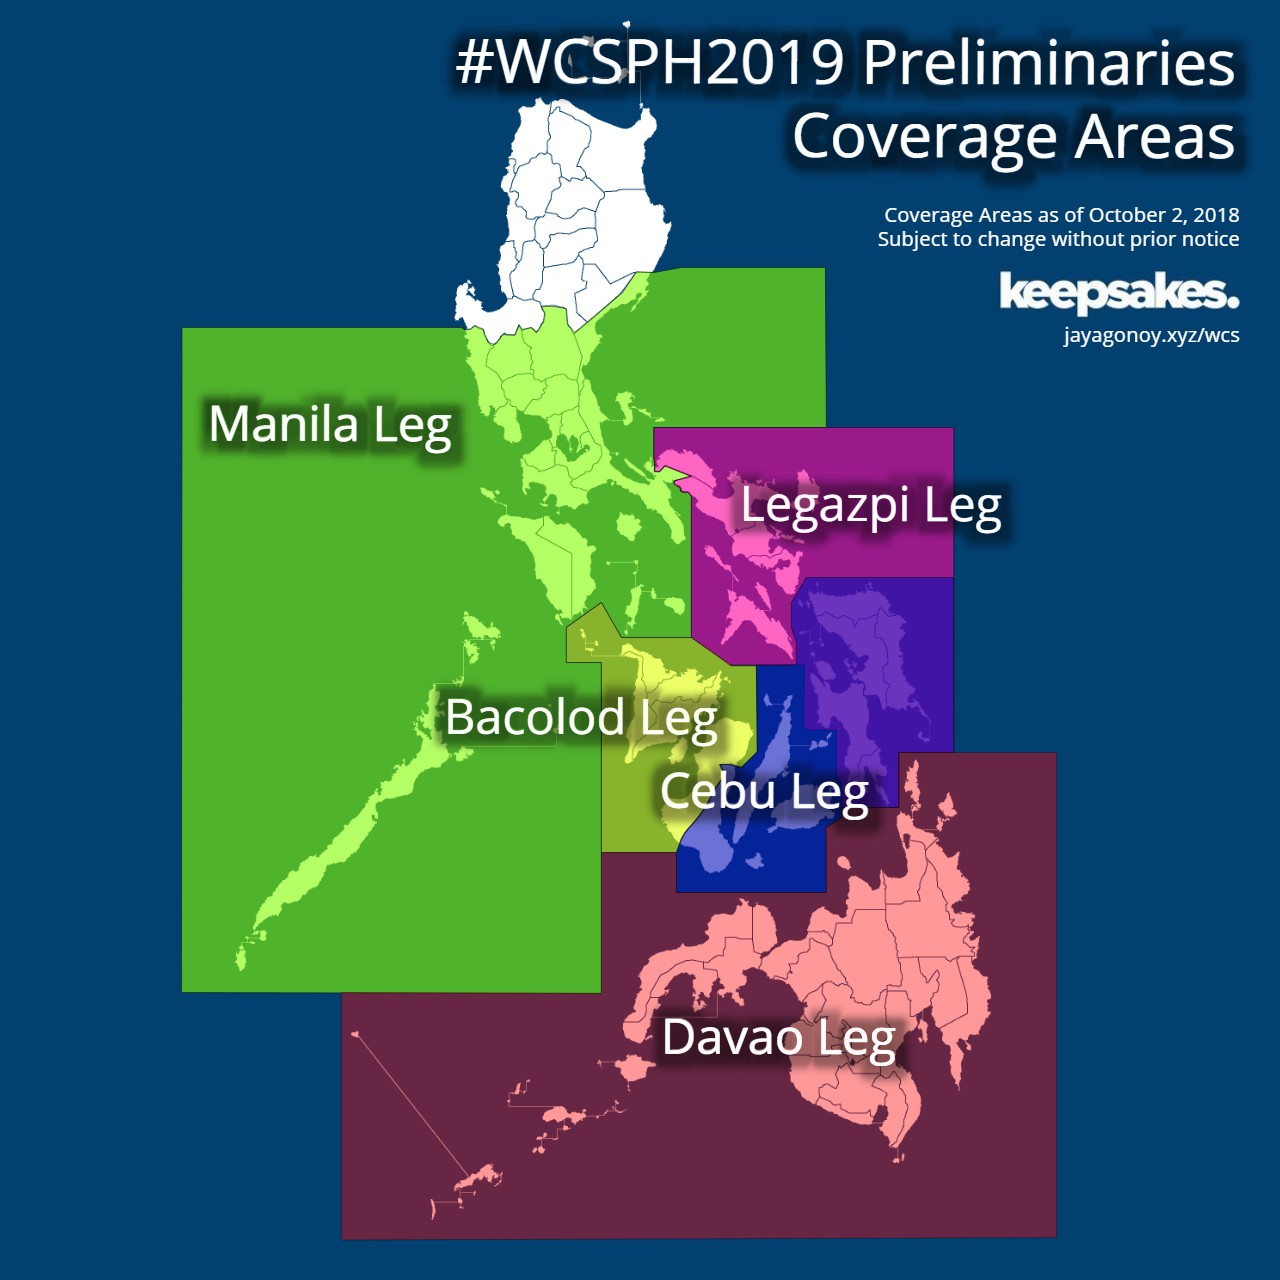 #WCSPH2019 Preliminaries
Coverage Areas
Coverage Areas as of October 2, 2018
Subject to change without prior notice
keepsakes.
jayagonoy.xyz/wcs
Manila Leg
Legazpi Leg
Bacolod Leg
Cebu Leg
Davao Leg